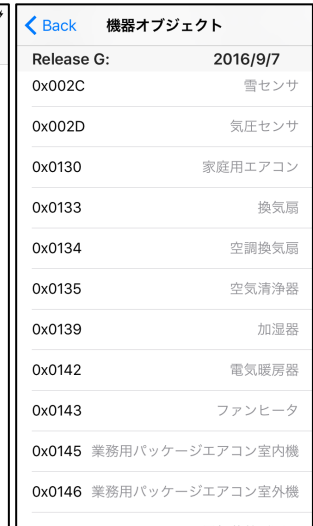 Back 機器オブジェクト
Release G: 2016/9/7
0x002C 雪センサ
0x002D 気圧センサ
0x0130 家庭用エアコン
0x0133 換気扇
0x0134 空調換気扇
0x0135 空気清浄器
0x0139 加湿器
0x0142 電気暖房器
0x0143 ファンヒータ
0x0145 業務用パッケージエアコン室内機
0x0146 業務用パッケージエアコン室外機